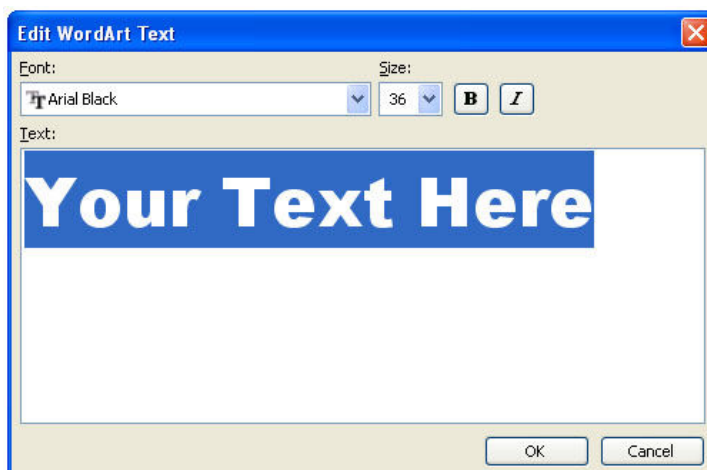 Edit WordArt Text
Font:
Size:
Arial Black
36
B
I
Text:
Your Text Here
OK
Cancel